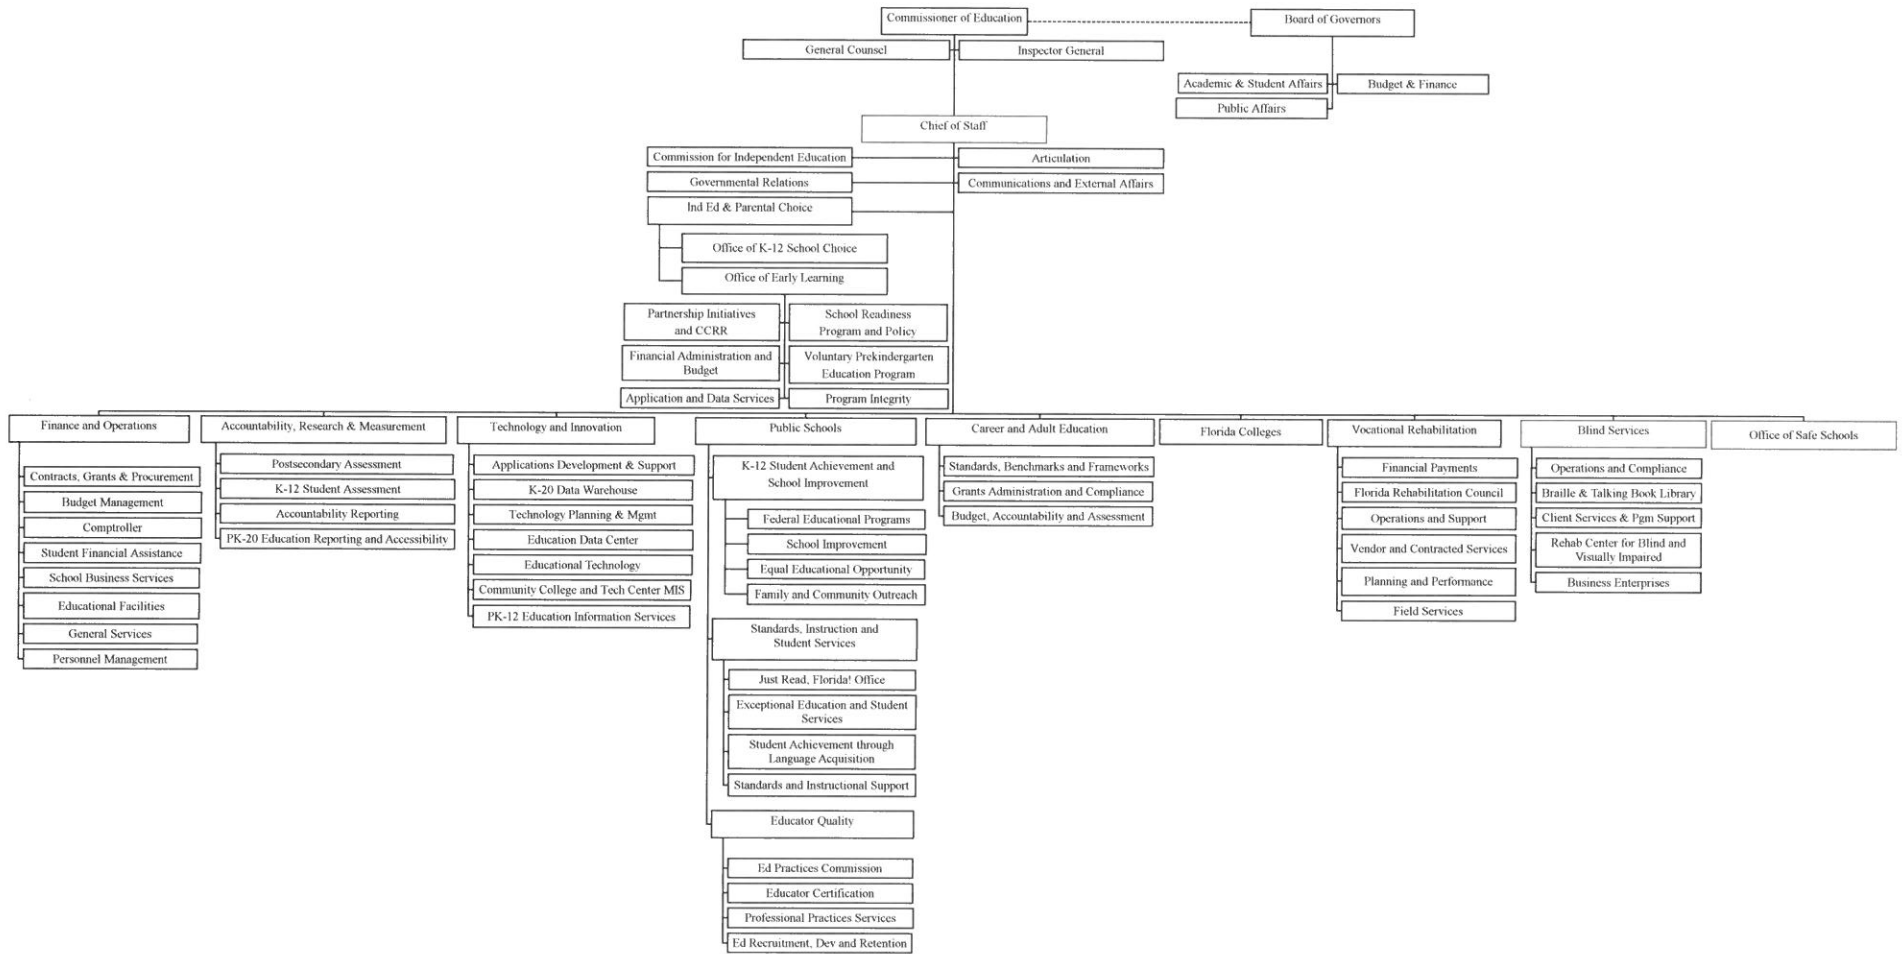 Commissioner of Education
Board of Governors
General Counsel
Inspector General
Academic & Student Affairs
Budget & Finance
Public Affairs
Chief of Staff
Commission for Independent Education
Articulation
Governmental Relations
Communications and External Affairs
Ind Ed & Parental Choice
Office of K-12 School Choice
Office of Early Learning
Partnership Initiatives
and CCRR
School Readiness
Program and Policy
Financial Administration and
Budget
Voluntary Prekindergarten
Education Program
Application and Data Services
Program Integrity
Finance and Operations
Contracts, Grants & Procurement
Budget Management
Comptroller
Student Financial Assistance
School Business Services
Educational Facilities
General Services
Personnel Management
Accountability, Research & Measurement
Postsecondary Assessment
K-12 Student Assessment
Accountability Reporting
PK-20 Education Reporting and Accessibility
Technology and Innovation
Applications Development & Support
K-20 Data Warehouse
Technology Planning & Mgmt
Education Data Center
Educational Technology
Community College and Tech Center MIS
PK-12 Education Information Services
Public Schools
K-12 Student Achievement and
School Improvement
Federal Educational Programs
School Improvement
Equal Educational Opportunity
Family and Community Outreach
Standards, Instruction and
Student Services
Just Read, Florida! Office
Exceptional Education and Student
Services
Student Achievement through
Language Acquisition
Standards and Instructional Support
Educator Quality
Ed Practices Commission
Educator Certification
Professional Practices Services
Ed Recruitment, Dev and Retention
Career and Adult Education
Standards, Benchmarks and Frameworks
Grants Administration and Compliance
Budget, Accountability and Assessment
Florida Colleges
Vocational Rehabilitation
Financial Payments
Florida Rehabilitation Council
Operations and Support
Vendor and Contracted Services
Planning and Performance
Field Services
Blind Services
Operations and Compliance
Braille & Talking Book Library
Client Services & Pgm Support
Rehab Center for Blind and
Visually Impaired
Business Enterprises
Office of Safe Schools